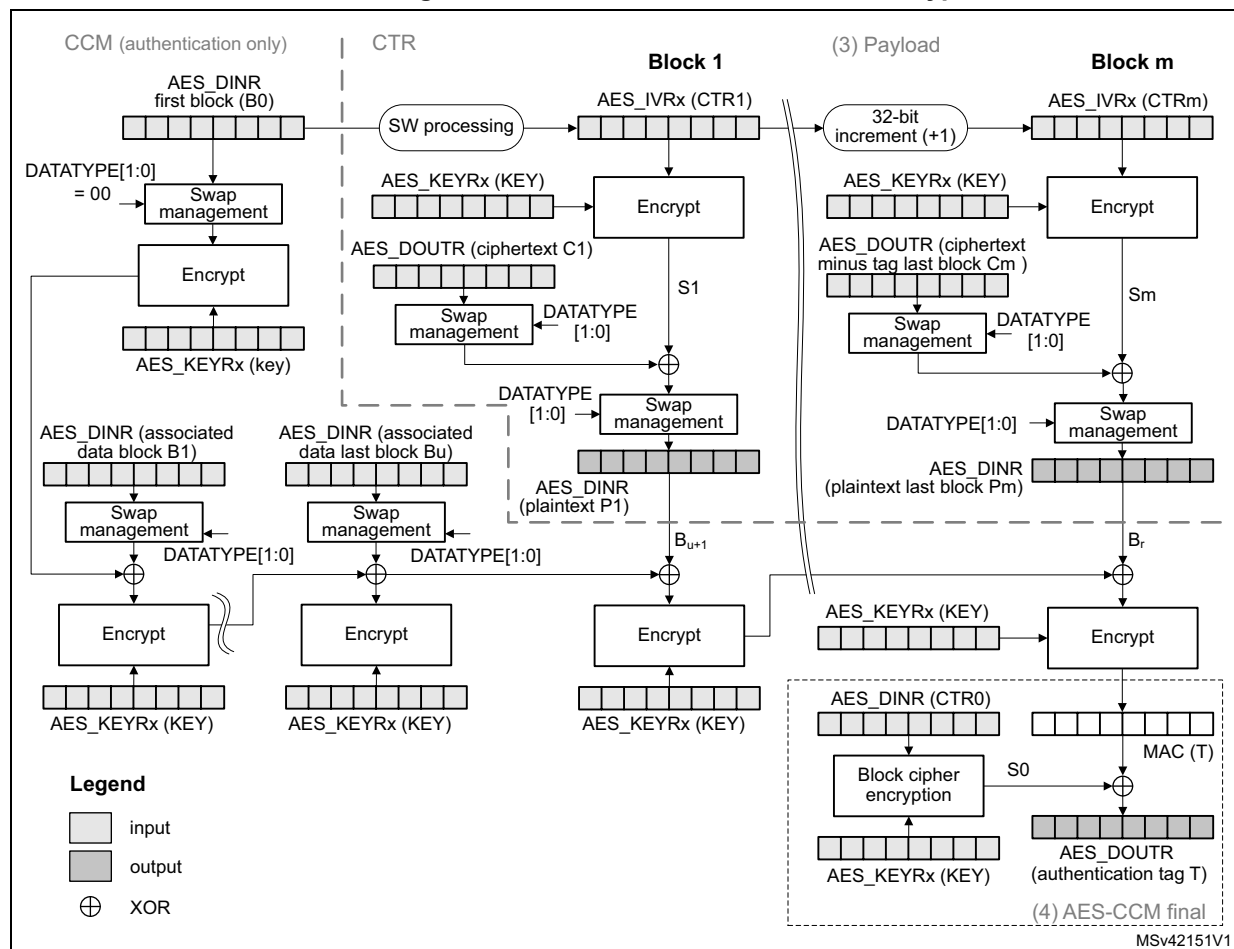 CCM (authentication only)
CTR
(3) Payload
Block 1
Block m
AES_DINR
first block (B0)
AES_IVRx (CTR1)
AES_IVRx (CTRm)
SW processing
32-bit
increment (+1)
DATATYPE[1:0]
= 00
Swap
management
AES_KEYRx (KEY)
Encrypt
AES_KEYRx (KEY)
Encrypt
Encrypt
AES_KEYRx (key)
AES_DOUTR (ciphertext C1)
S1
Swap
management
DATATYPE
[1:0]
AES_DOUTR (ciphertext
minus tag last block Cm )
Sm
Swap
management
DATATYPE
[1:0]
DATATYPE
[1:0]
Swap
management
DATATYPE[1:0]
Swap
management
AES_DINR
(plaintext P1)
AES_DINR
(plaintext last block Pm)
AES_DINR (associated
data block B1)
AES_DINR (associated
data last block Bu)
Swap
management
DATATYPE[1:0]
Swap
management
DATATYPE[1:0]
Bu+1
Br
Encrypt
Encrypt
Encrypt
AES_KEYRx (KEY)
Encrypt
AES_KEYRx (KEY)
AES_KEYRx (KEY)
AES_KEYRx (KEY)
AES_DINR (CTR0)
MAC (T)
Block cipher
encryption
S0
AES_KEYRx (KEY)
AES_DOUTR
(authentication tag T)
(4) AES-CCM final
Legend
input
output
XOR
MSv42151V1